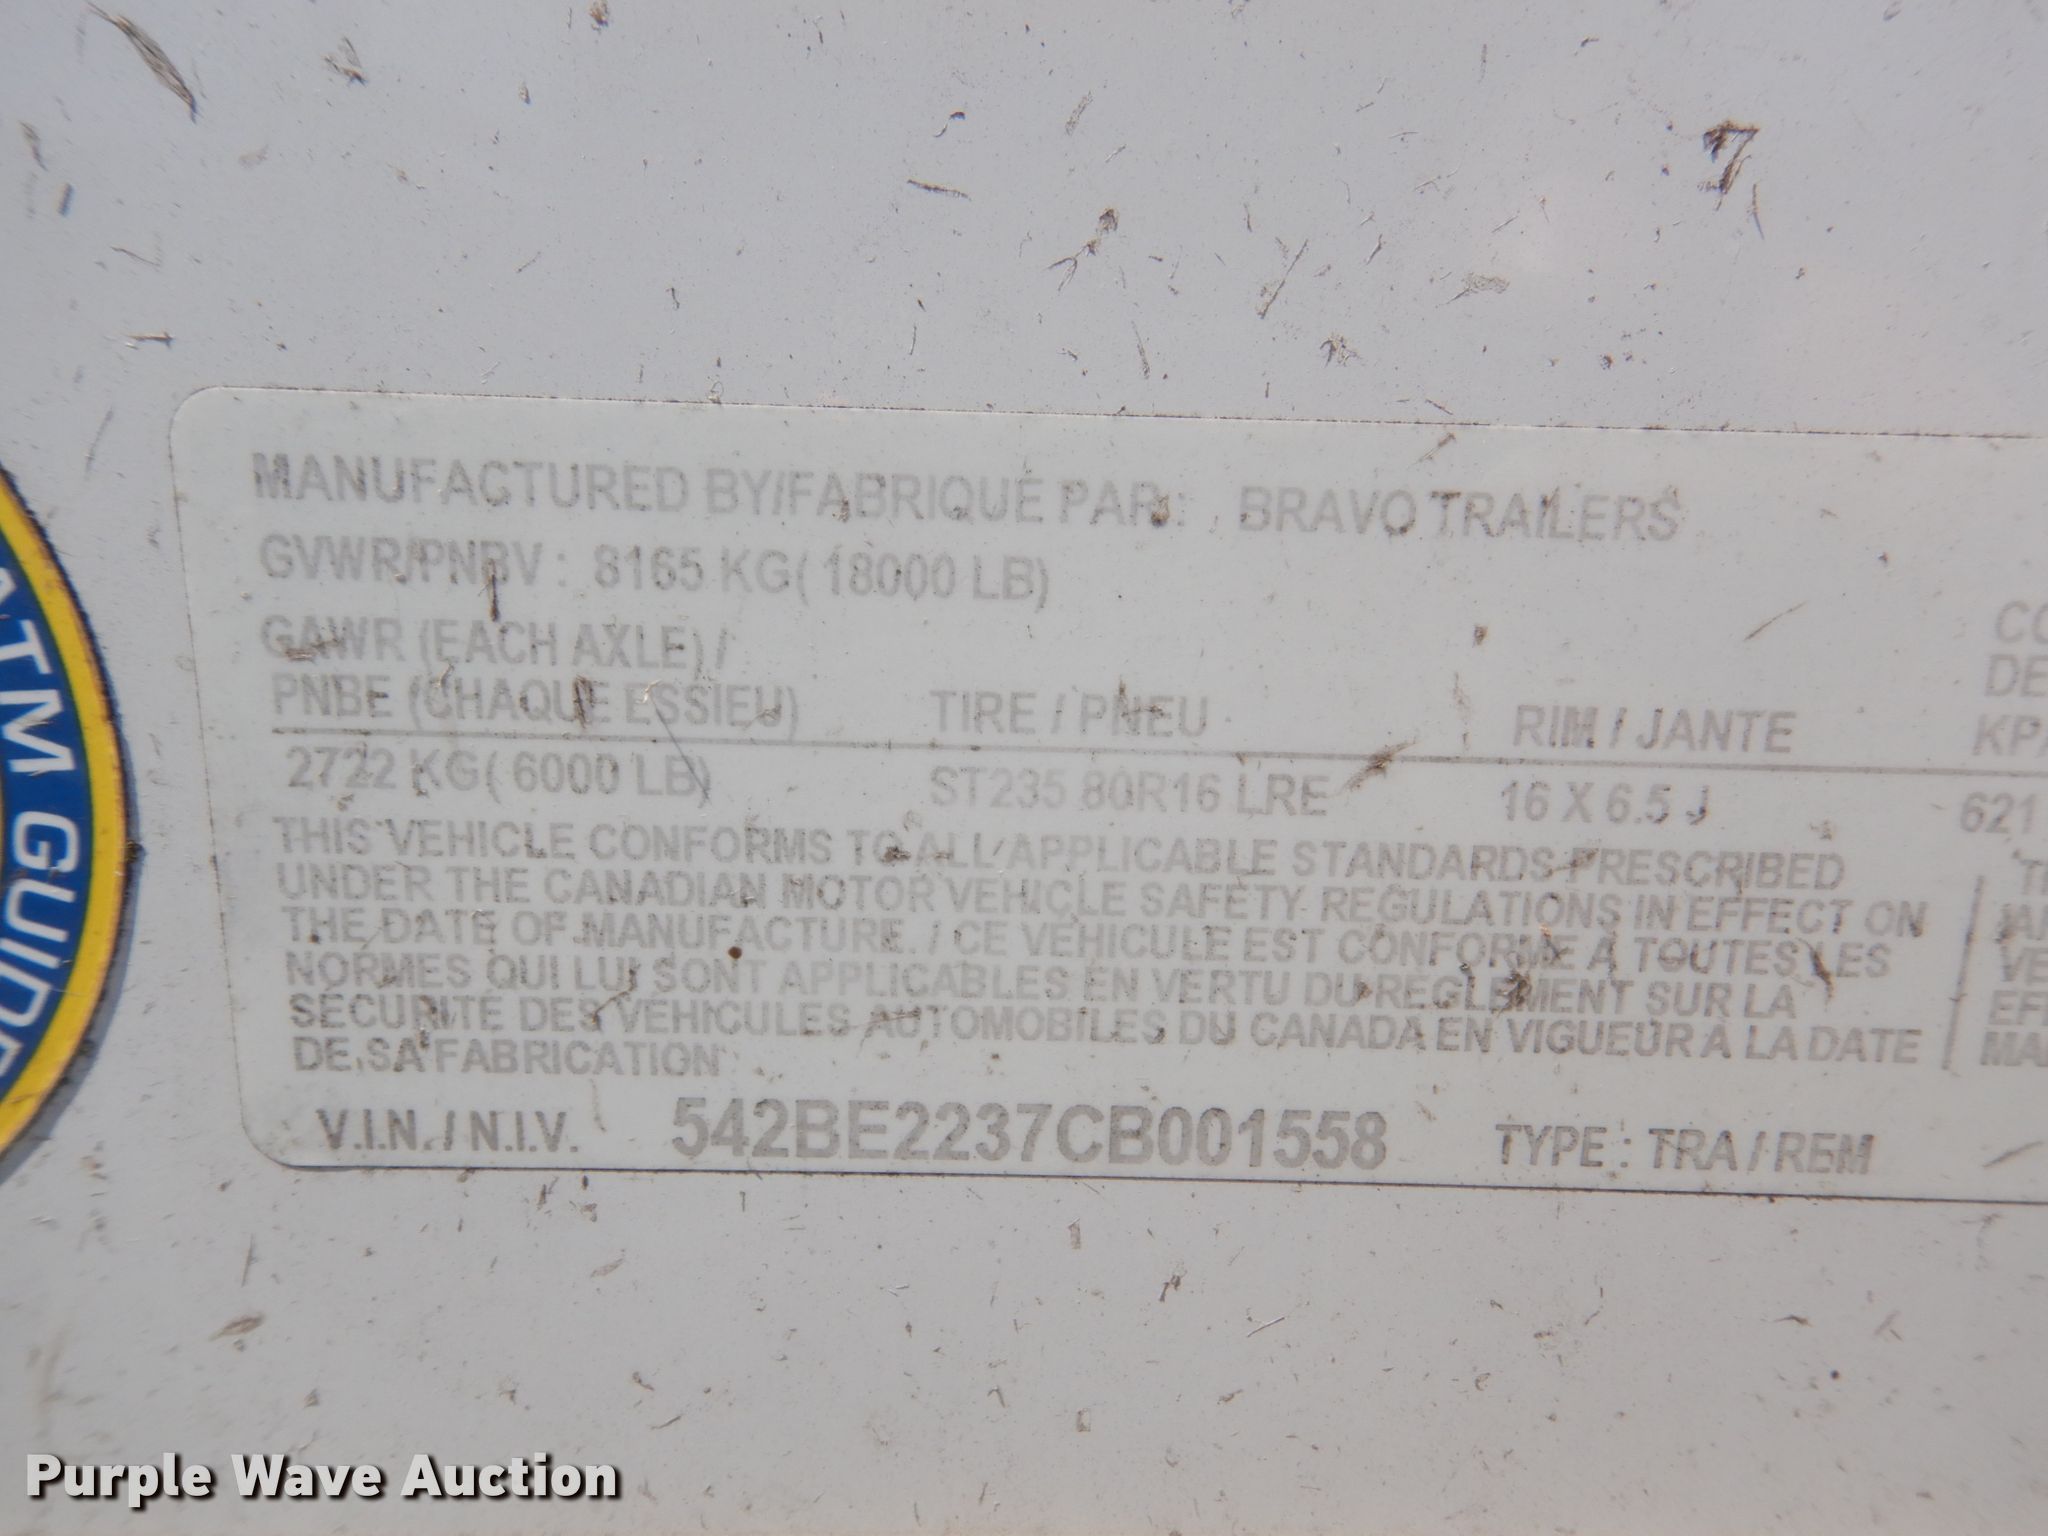 MANUFACTURED BY/FABRIQUÉ PAR: BRAVO TRAILERS
GVWR/PNBV : 8165 KG( 18000 LB)
GAWR (EACH AXLE) /
PNBE (CHAQUE ESSIEU) TIRE / PNEU RIM / JANTE KPA
2722 KG( 6000 LB) ST235 80R16 LRE 16 X 6.5 J 621
THIS VEHICLE CONFORMS TO ALL APPLICABLE STANDARDS PRESCRIBED
UNDER THE CANADIAN MOTOR VEHICLE SAFETY REGULATIONS IN EFFECT ON
THE DATE OF MANUFACTURE. / CE VÉHICULE EST CONFORME À TOUTES LES
NORMES QUI LUI SONT APPLICABLES EN VERTU DU RÈGLEMENT SUR LA
SÉCURITÉ DES VÉHICULES AUTOMOBILES DU CANADA EN VIGUEUR À LA DATE
DE SA FABRICATION
V.I.N. / N.I.V. 542BE2237CB001558 TYPE : TRA / REM
ATM GUIDE
Purple Wave Auction